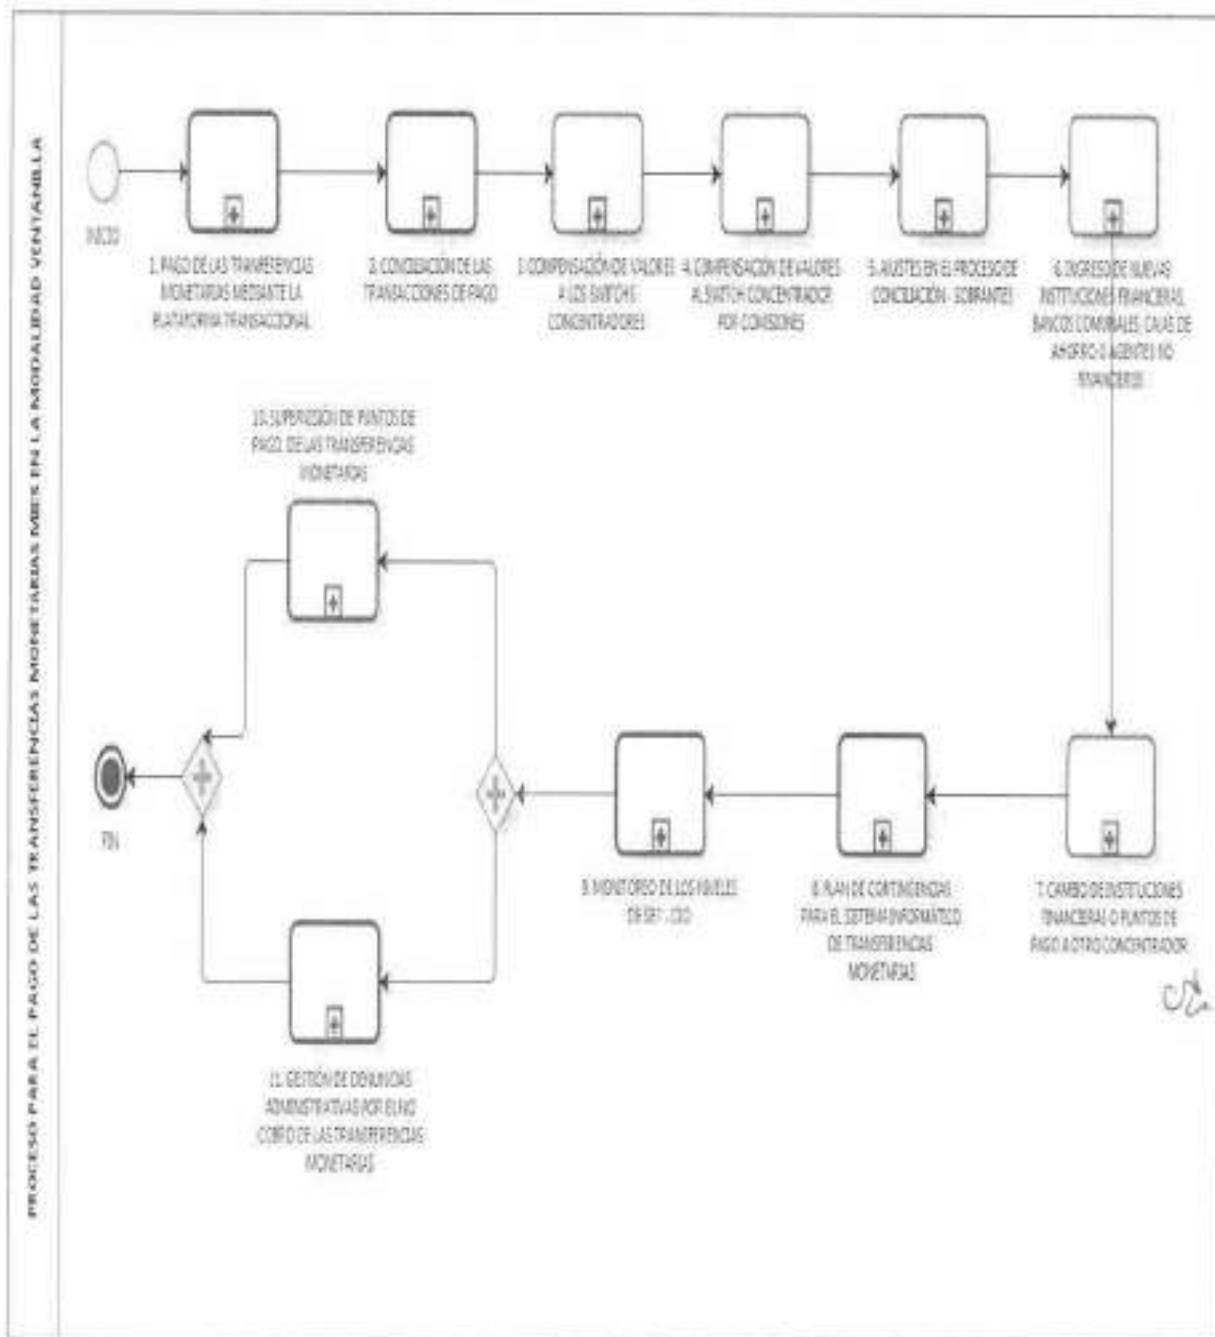 PROCESO PARA EL PAGO DE LAS TRANSFERENCIAS MONETARIAS MIES EN LA MODALIDAD VENTANILLA
INICIO
1. PAGO DE LAS TRANFERENCIAS
MONETARIAS MEDIANTE LA
PLATAFORMA TRANSACCIONAL
2. CONCILIACIÓN DE LAS
TRANSACCIONES DE PAGO
3. COMPENSACIÓN DE VALORES
A LOS SWITCHS
CONCENTRADORES
4. COMPENSACIÓN DE VALORES
AL SWITCH CONCENTRADOR
POR COMISIONES
5. AJUSTES EN EL PROCESO DE
CONCILIACIÓN - SOBRANTES
6. INGRESO DE NUEVAS
INSTITUCIONES FINANCIERAS,
BANCOS COMUNALES, CAJAS DE
AHORRO O AGENTES NO
FINANCIEROS
10. SUPERVISIÓN DE PUNTOS DE
PAGO DE LAS TRANSFERENCIAS
MONETARIAS
FIN
9. MONITOREO DE LOS NIVELES
DE
8. PLAN DE CONTINGENCIAS
PARA EL SISTEMA INFORMÁTICO
DE TRANSFERENCIAS
MONETARIAS
7. CAMBIO DE INSTITUCIONES
FINANCIERAS O PUNTOS DE
PAGO A OTRO CONCENTRADOR
11. GESTIÓN DE DENUNCIAS
ADMINISTRATIVAS POR EL NO
COBRO DE LAS TRANSFERENCIAS
MONETARIAS